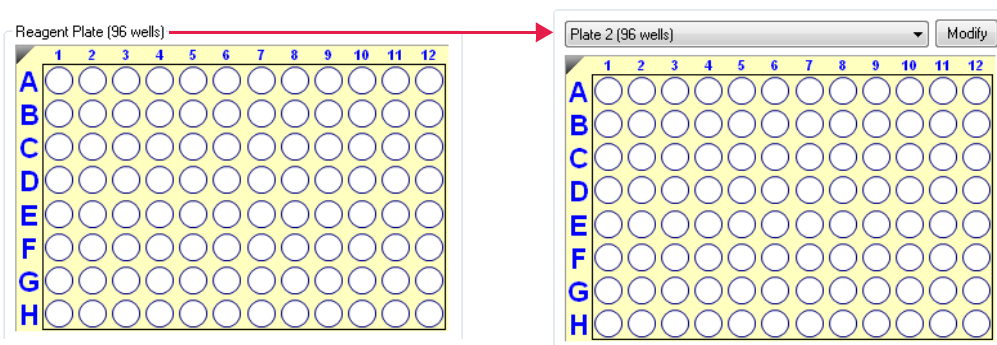 Reagent Plate (96 wells)
1 2 3 4 5 6 7 8 9 10 11 12
A
B
C
D
E
F
G
H
Plate 2 (96 wells)
Modify
1 2 3 4 5 6 7 8 9 10 11 12
A
B
C
D
E
F
G
H